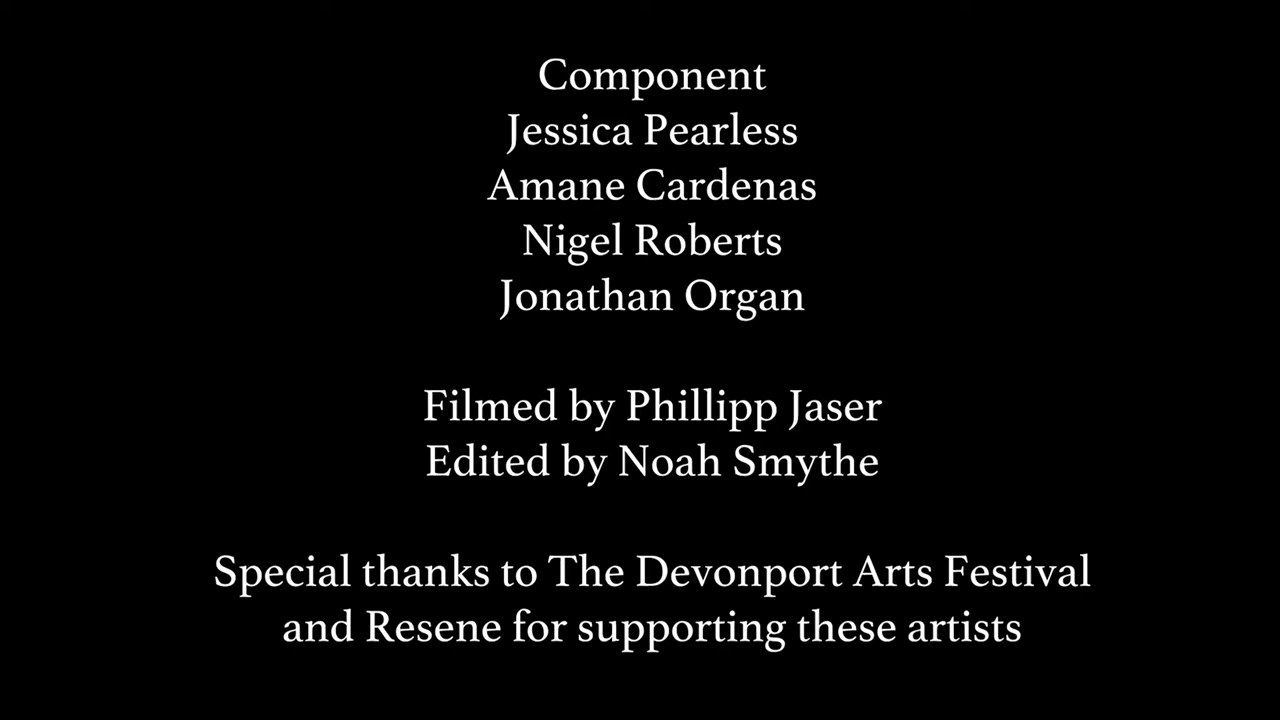 Component
Jessica Pearless
Amane Cardenas
Nigel Roberts
Jonathan Organ
Filmed by Phillipp Jaser
Edited by Noah Smythe
Special thanks to The Devonport Arts Festival
and Resene for supporting these artists